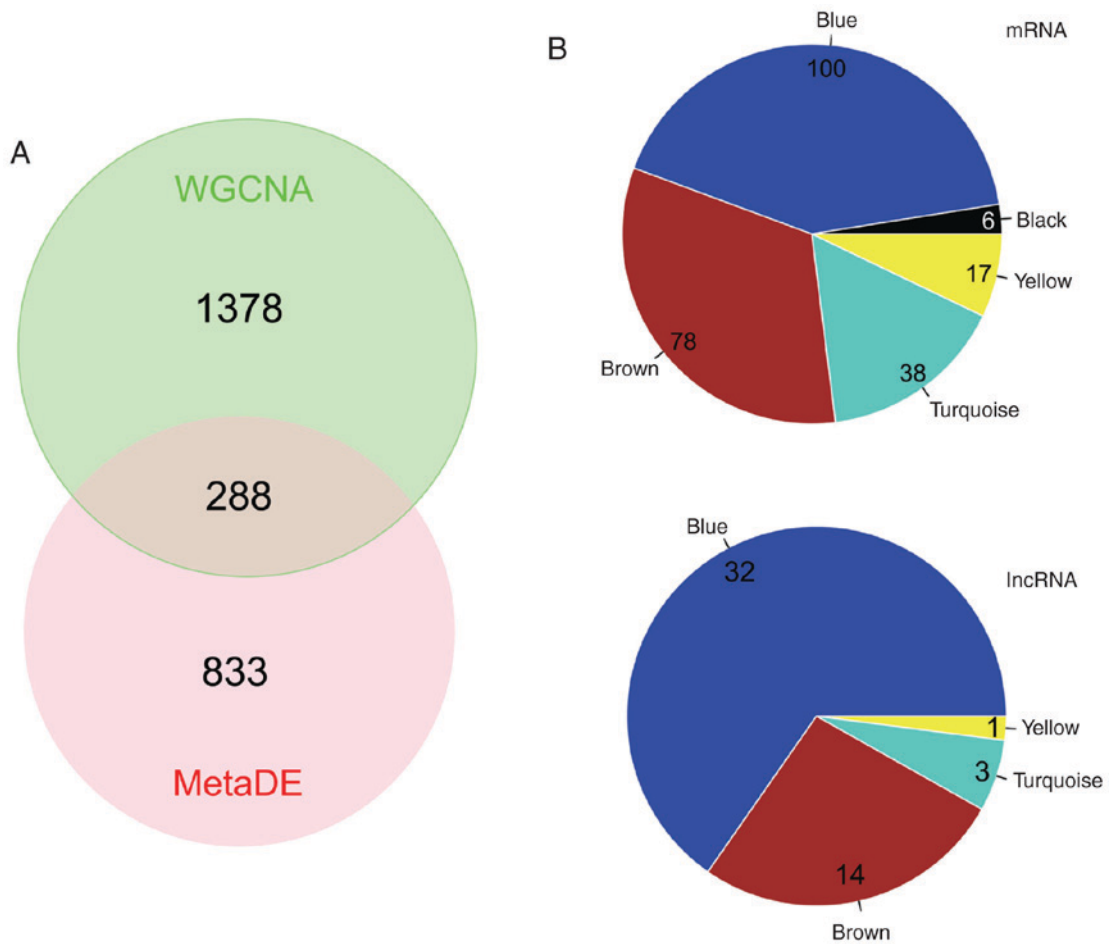 A
WGCNA
1378
288
833
MetaDE
B
mRNA
Blue
100
6
Black
17
Yellow
78
Brown
38
Turquoise
lncRNA
Blue
32
1
Yellow
3
Turquoise
14
Brown